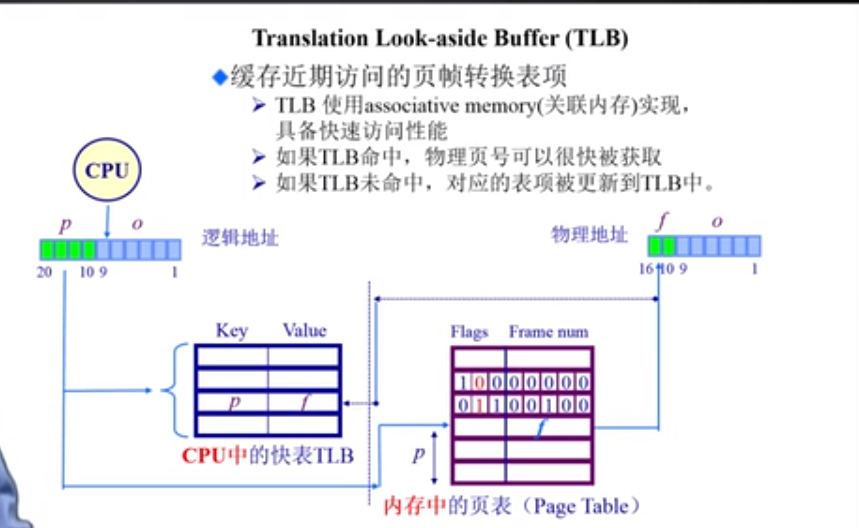 Translation Look-aside Buffer (TLB)
缓存近期访问的页帧转换表项
TLB 使用associative memory(关联内存)实现，
具备快速访问性能
如果TLB命中，物理页号可以很快被获取
如果TLB未命中，对应的表项被更新到TLB中。
CPU
p o
逻辑地址
20 10 9 1
物理地址
f o
16 10 9 1
Key Value
p f
CPU中的快表TLB
Flags Frame num
1 0 0 0 0 0 0 0
0 1 1 0 0 1 0 0
f
p
内存中的页表（Page Table）